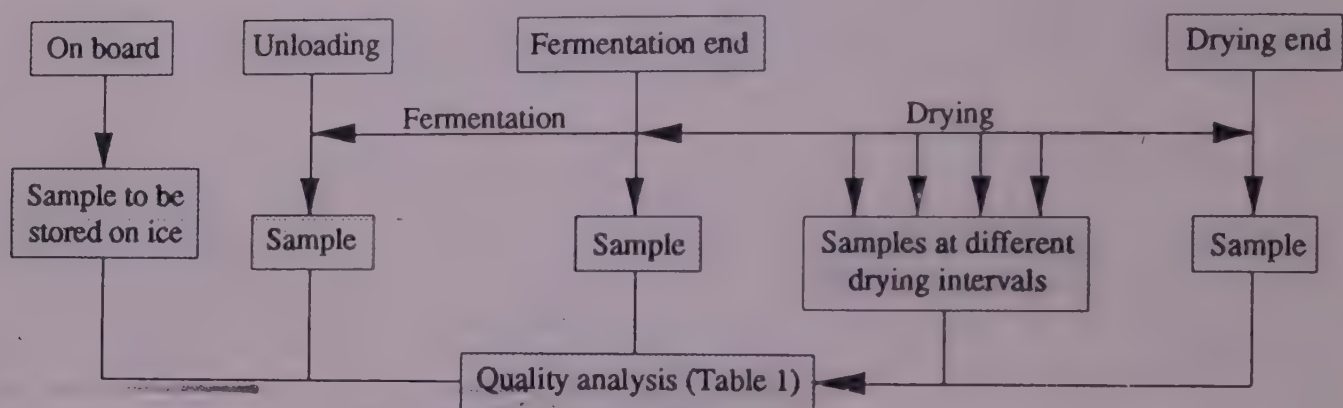 On board
Unloading
Fermentation end
Drying end
Fermentation
Drying
Sample to be
stored on ice
Sample
Sample
Samples at different
drying intervals
Sample
Quality analysis (Table 1)